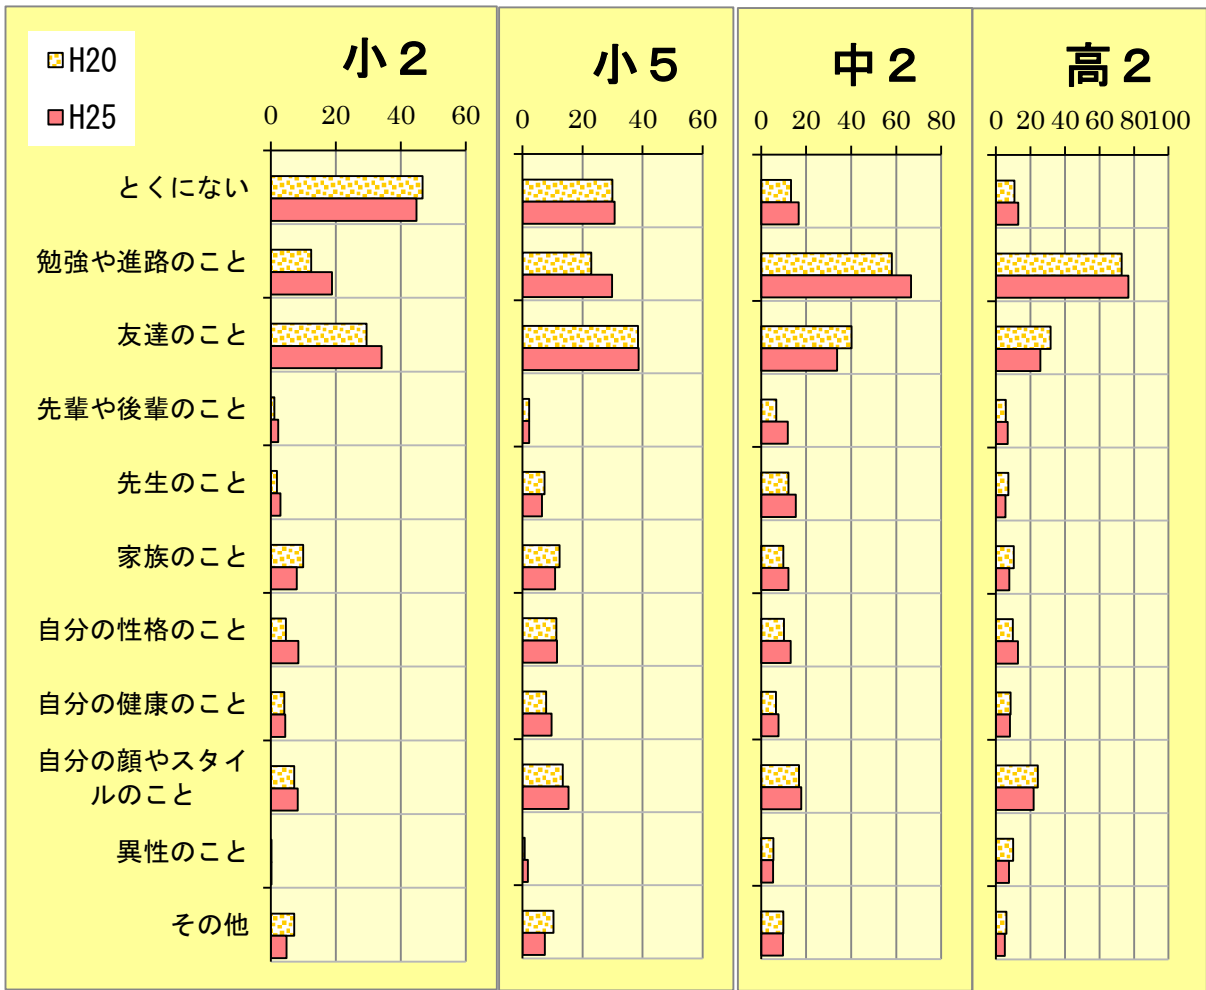 H20
H25
小２
小５
中２
高２
0 20 40 60
0 20 40 60
0 20 40 60 80
0 20 40 60 80 100
とくにない
勉強や進路のこと
友達のこと
先輩や後輩のこと
先生のこと
家族のこと
自分の性格のこと
自分の健康のこと
自分の顔やスタイ
ルのこと
異性のこと
その他